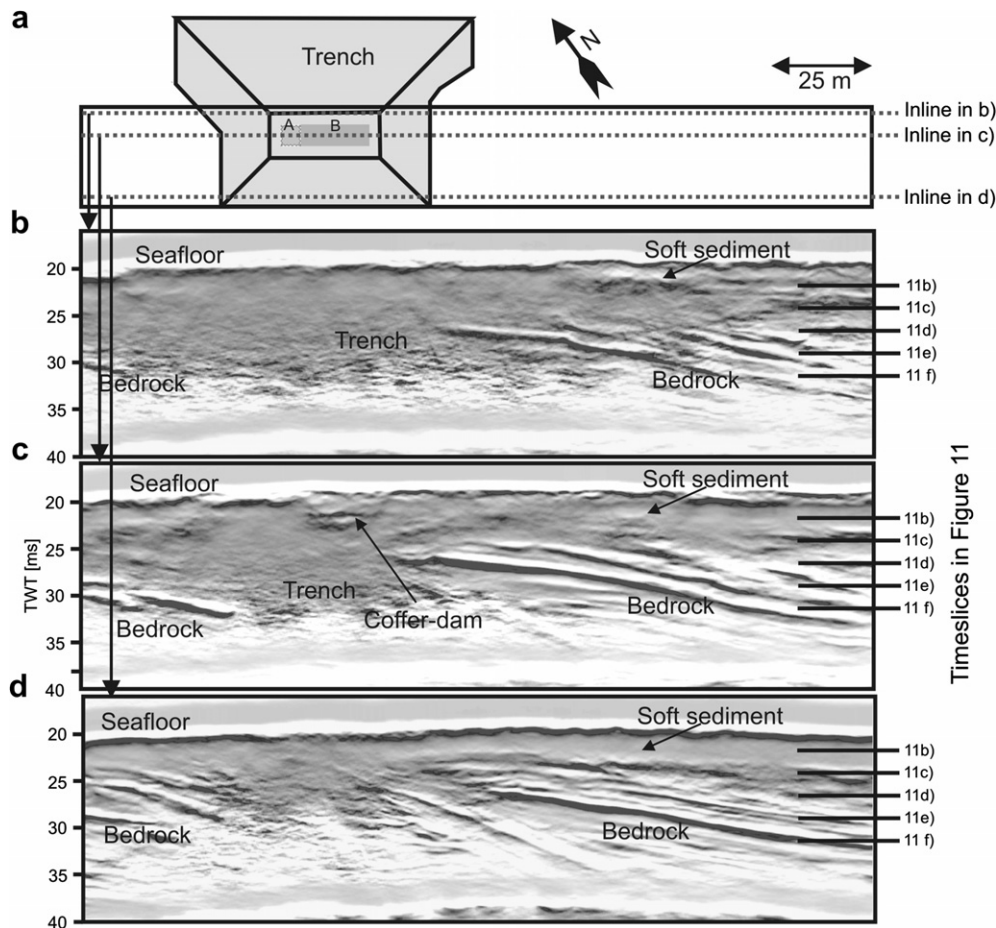 a
Trench
N
25 m
A
B
Inline in b)
Inline in c)
Inline in d)
b
Seafloor
Soft sediment
20
11b)
25
11c)
Trench
11d)
30
11e)
Bedrock
Bedrock
11 f)
35
40
c
Seafloor
Soft sediment
20
11b)
11c)
25
11d)
TWT [ms]
Trench
11e)
30
Bedrock
11 f)
Coffer-dam
Bedrock
35
40
Timeslices in Figure 11
d
Seafloor
Soft sediment
20
11b)
11c)
25
11d)
11e)
30
Bedrock
Bedrock
11 f)
35
40